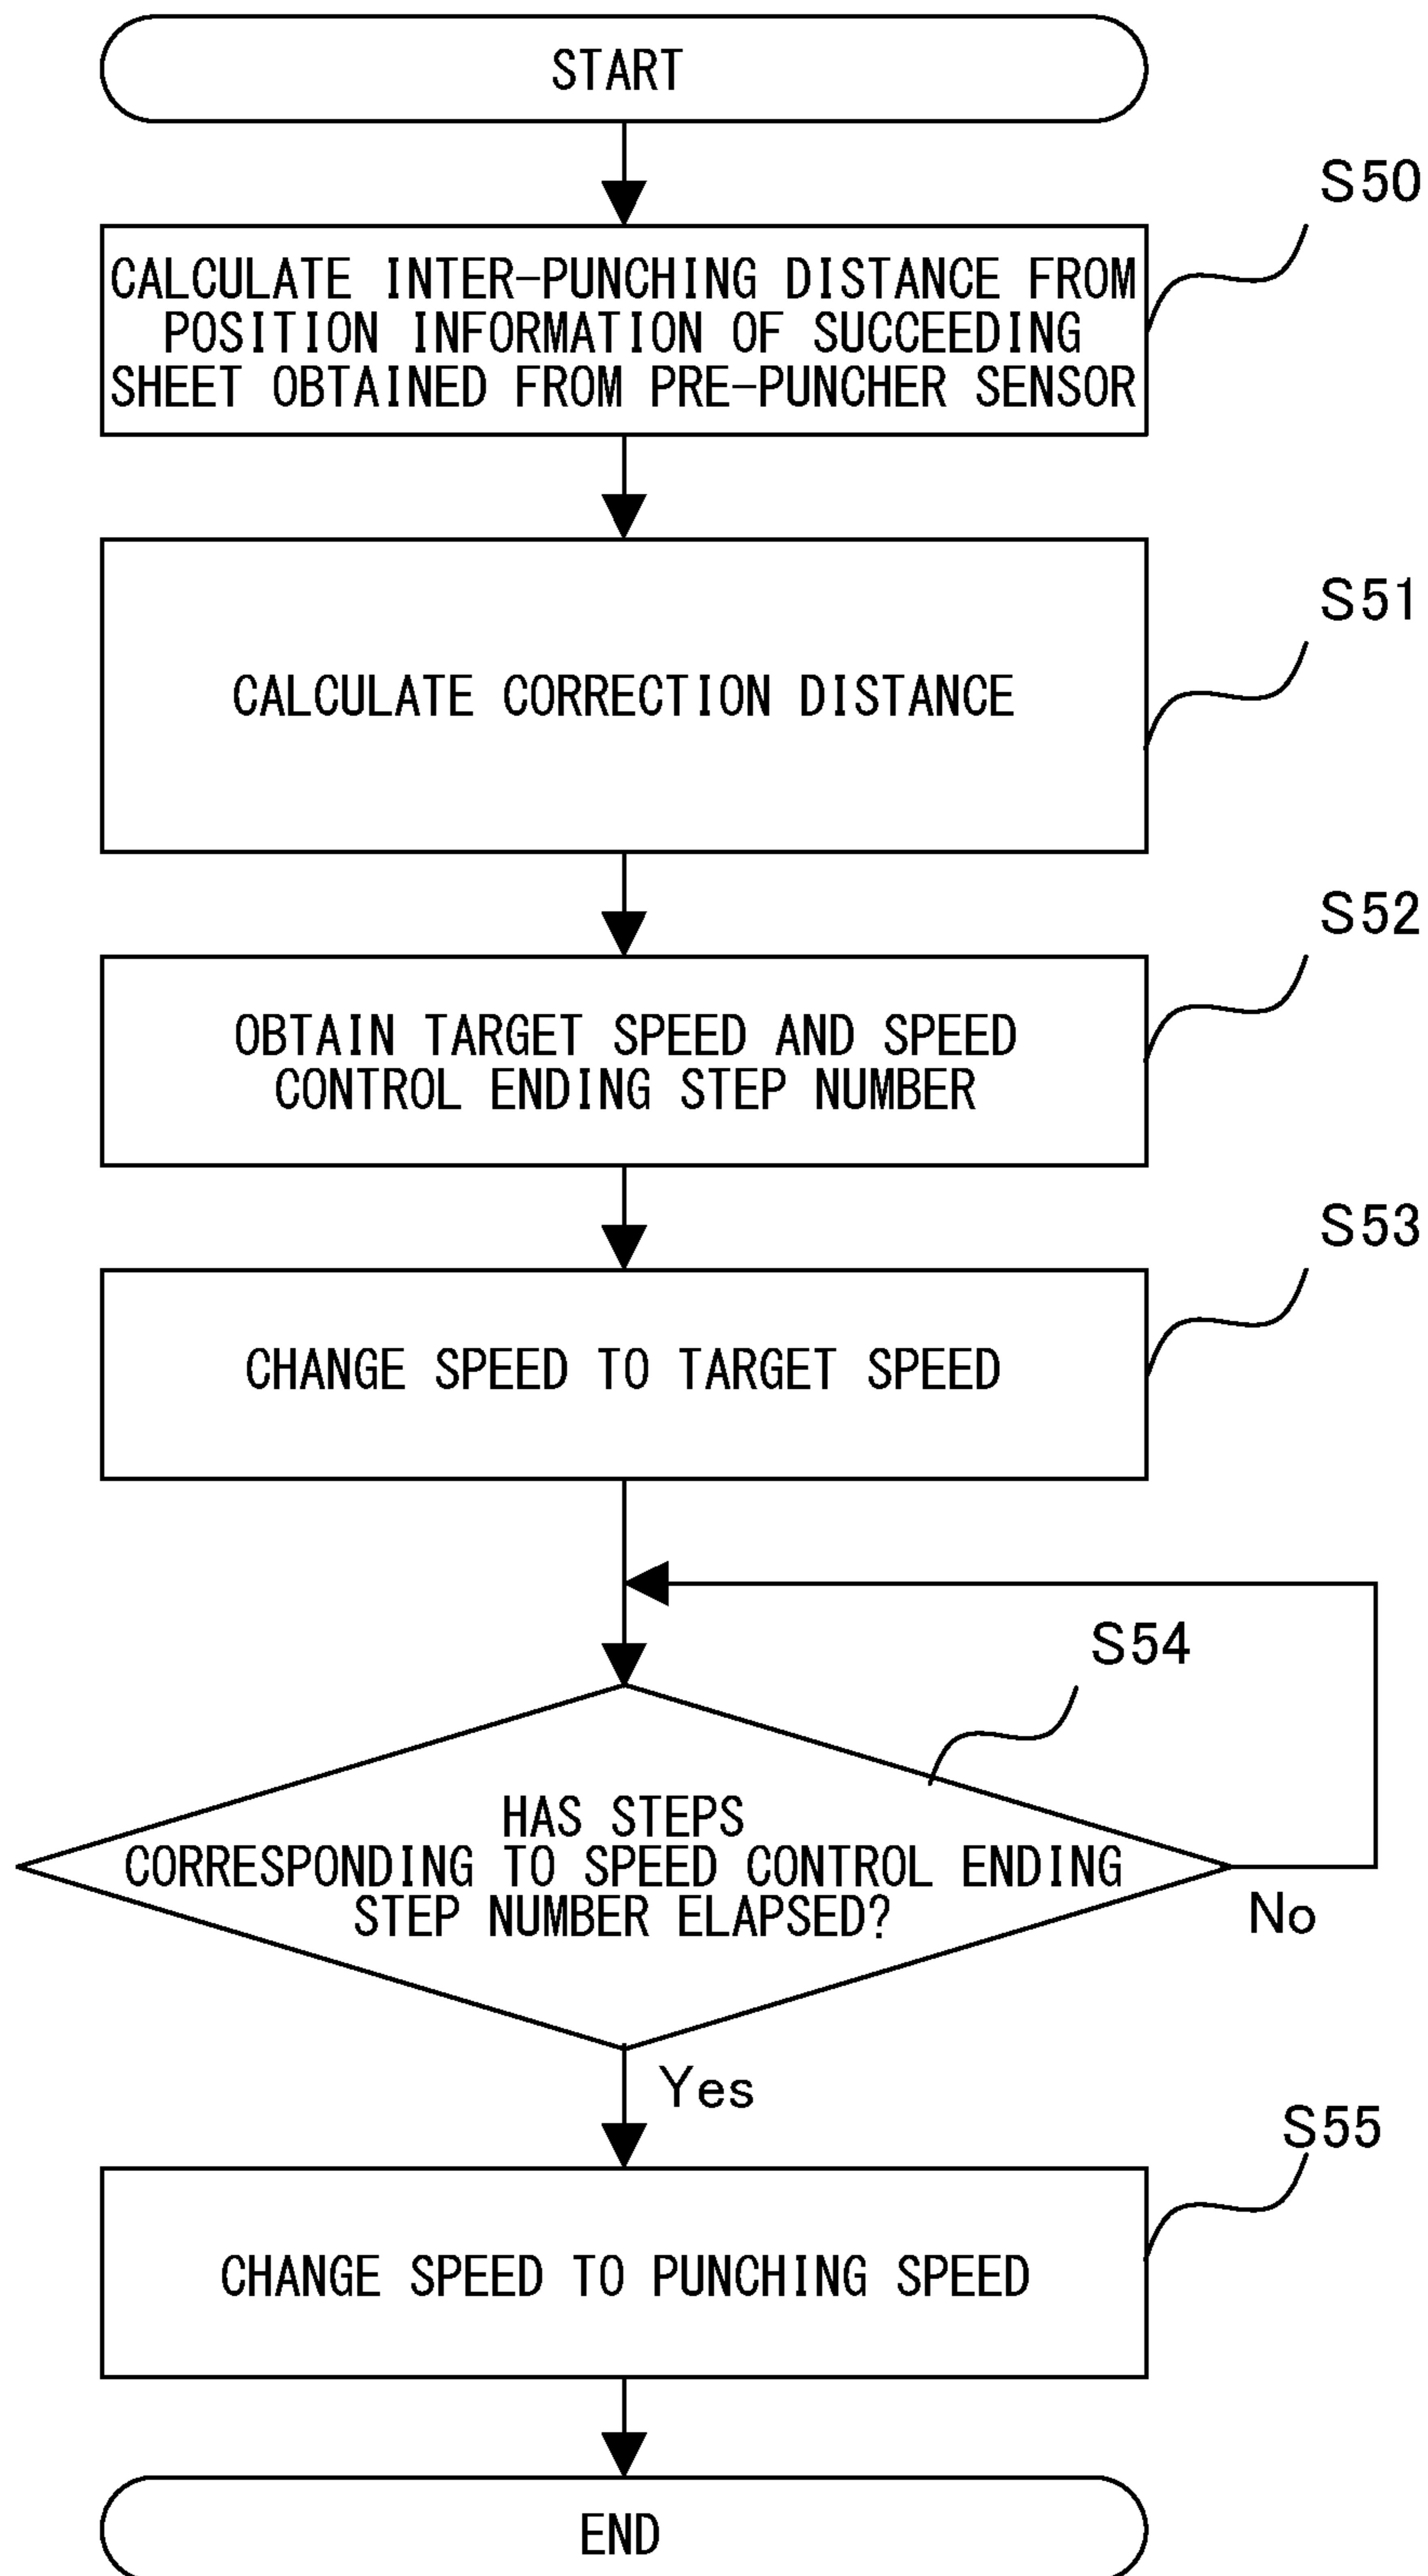 START
S50
CALCULATE INTER-PUNCHING DISTANCE FROM
POSITION INFORMATION OF SUCCEEDING
SHEET OBTAINED FROM PRE-PUNCHER SENSOR
S51
CALCULATE CORRECTION DISTANCE
S52
OBTAIN TARGET SPEED AND SPEED
CONTROL ENDING STEP NUMBER
S53
CHANGE SPEED TO TARGET SPEED
S54
HAS STEPS
CORRESPONDING TO SPEED CONTROL ENDING
STEP NUMBER ELAPSED?
No
Yes
S55
CHANGE SPEED TO PUNCHING SPEED
END